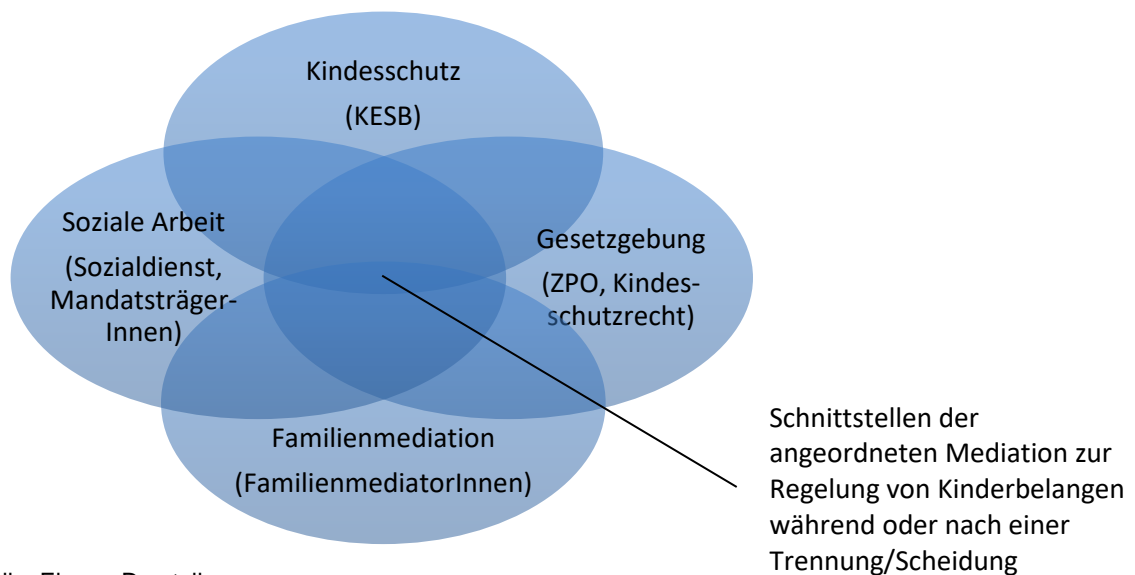 Kindesschutz
(KESB)
Soziale Arbeit
(Sozialdienst,
Mandatsträger-
Innen)
Gesetzgebung
(ZPO, Kindes-
schutzrecht)
Familienmediation
(FamilienmediatorInnen)
Schnittstellen der
angeordneten Mediation zur
Regelung von Kinderbelangen
während oder nach einer
Trennung/Scheidung